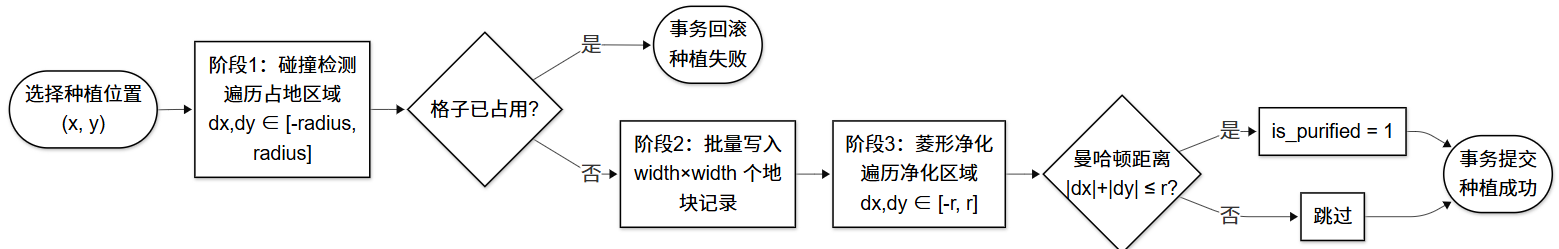 选择种植位置
(x, y)
阶段1：碰撞检测
遍历占地区域
dx,dy ∈ [-radius,
radius]
格子已占用?
是
事务回滚
种植失败
否
阶段2：批量写入
width×width 个地
块记录
阶段3：菱形净化
遍历净化区域
dx,dy ∈ [-r, r]
曼哈顿距离
|dx|+|dy| ≤ r?
是
is_purified = 1
否
跳过
事务提交
种植成功